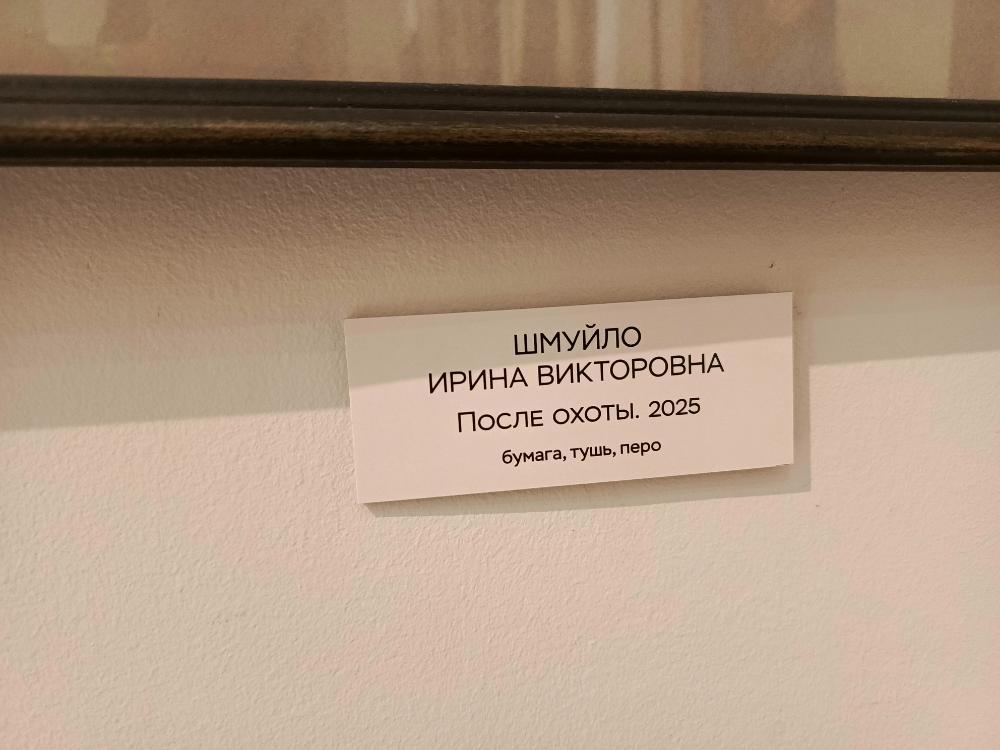 ШМУЙЛО
ИРИНА ВИКТОРОВНА
После охоты. 2025
бумага, тушь, перо